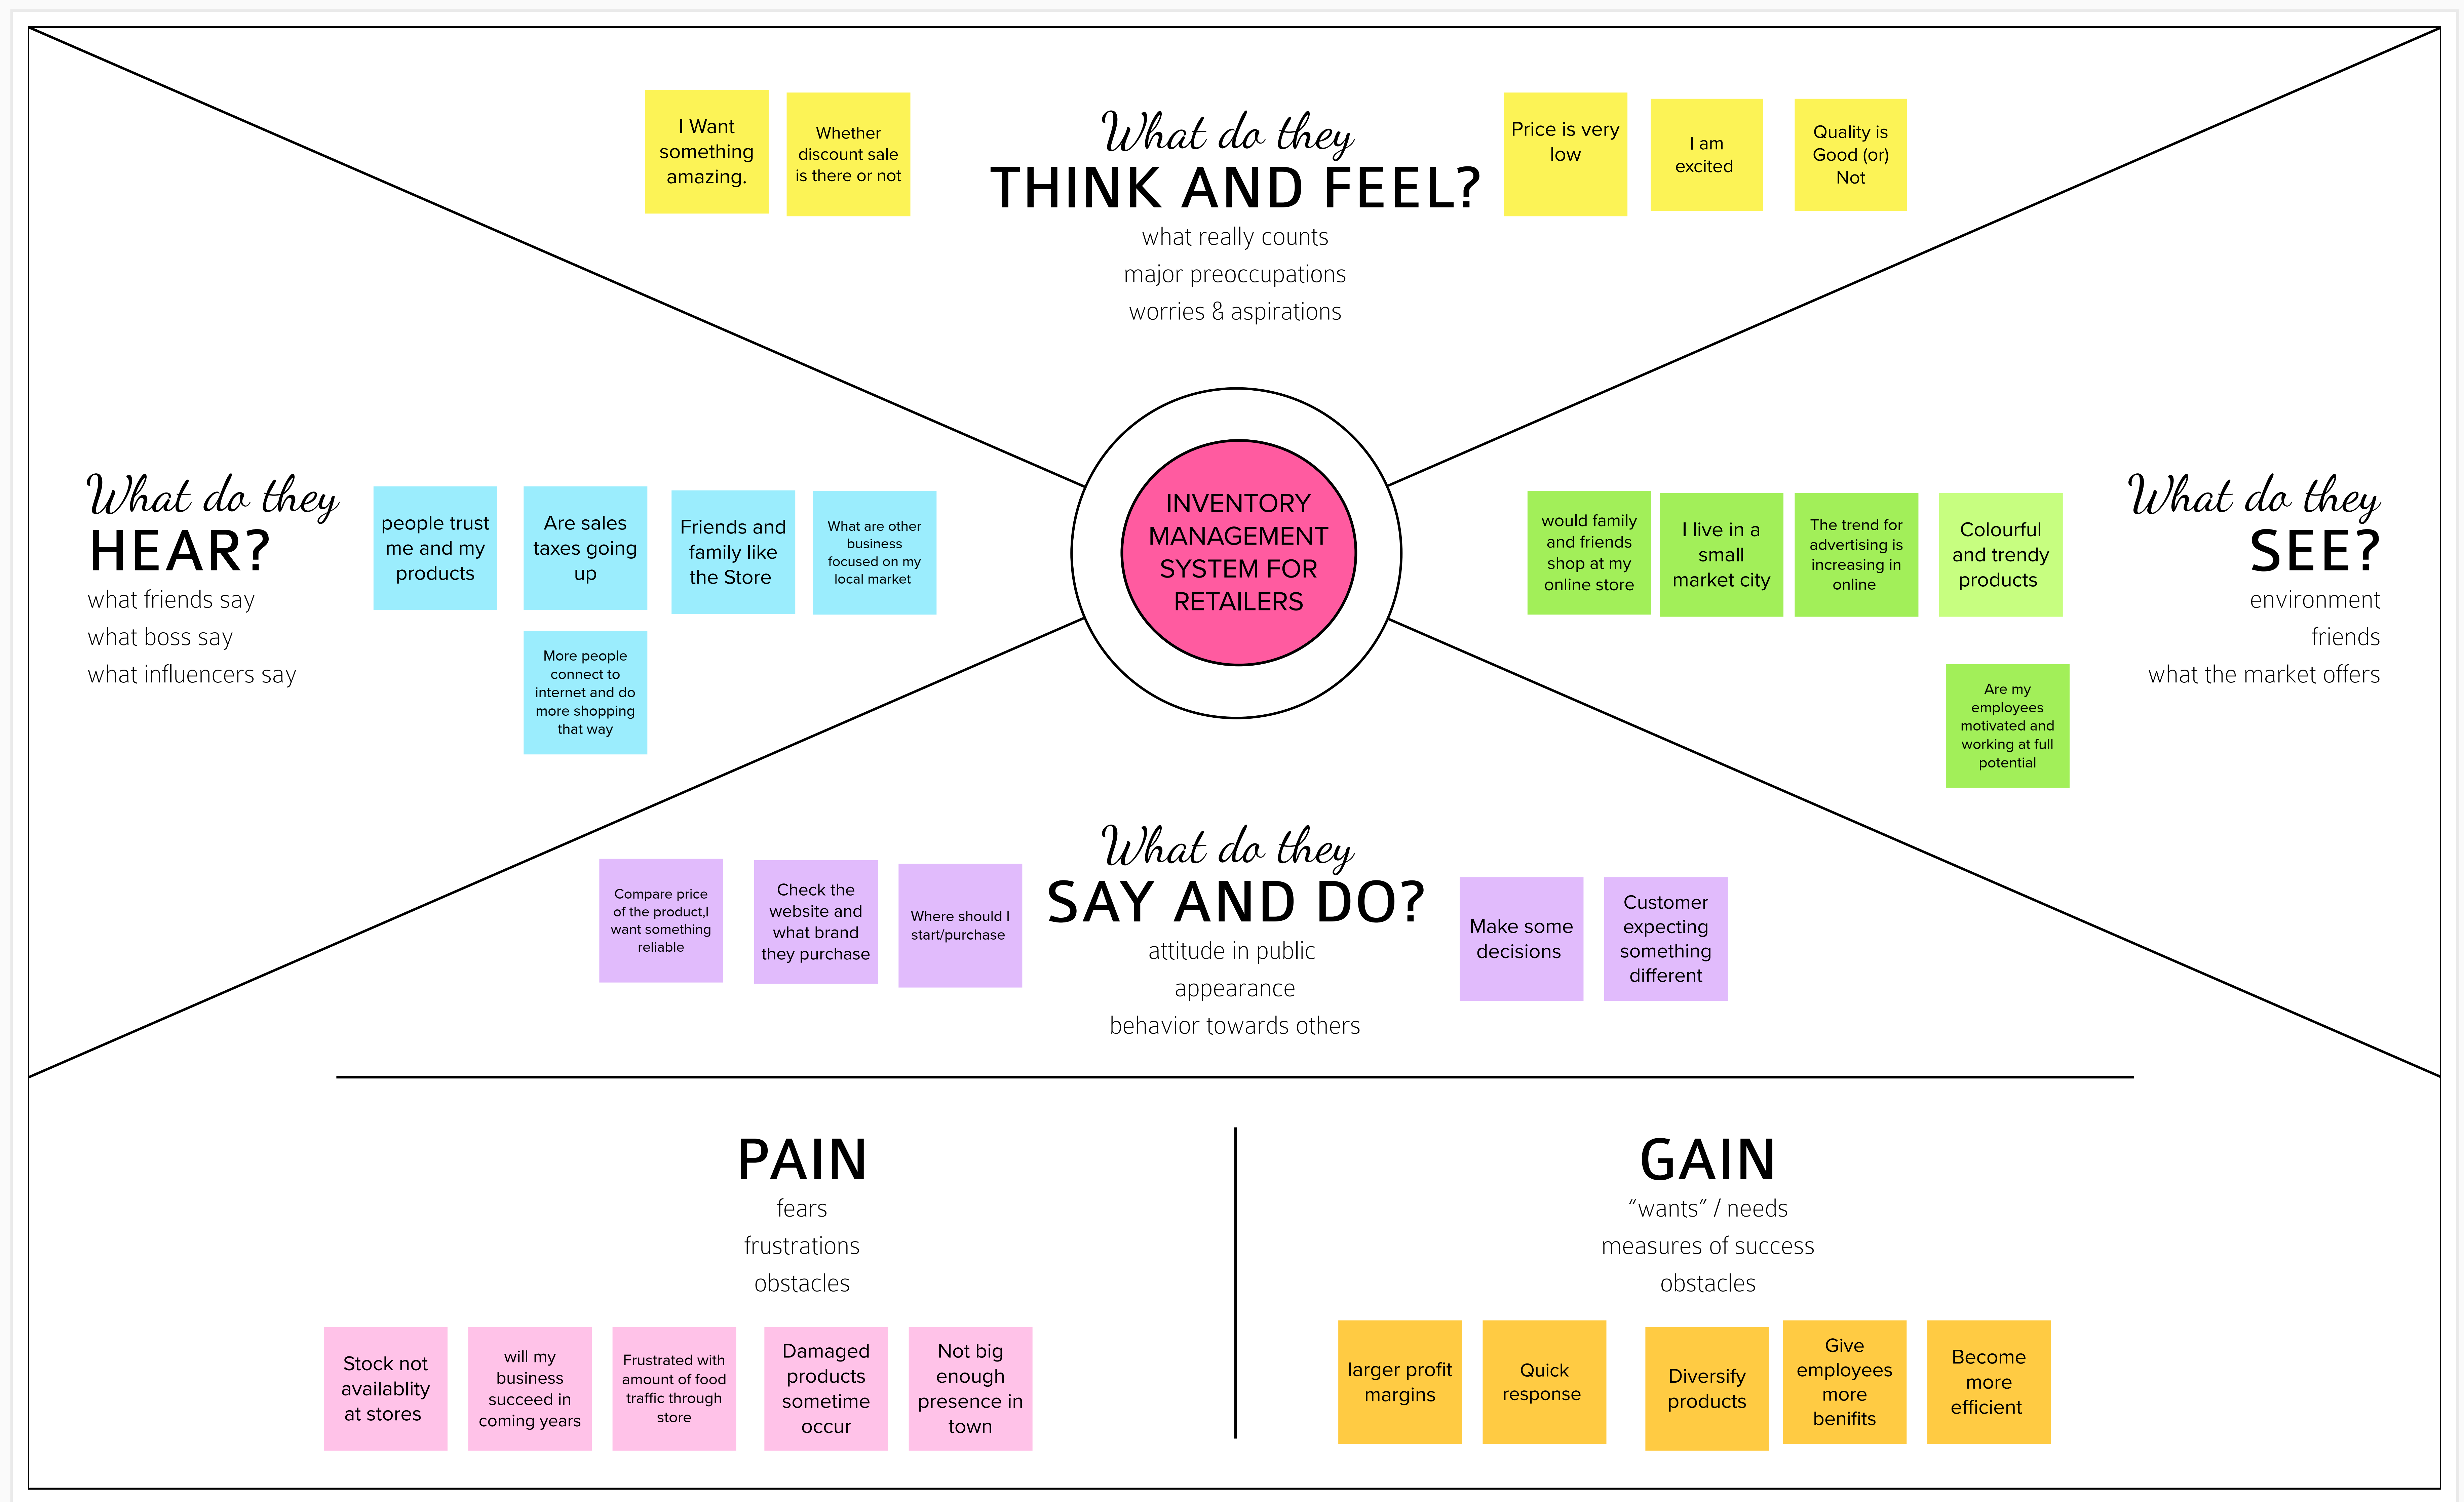 I Want
something
amazing.
Whether
discount sale
is there or not
What do they
THINK AND FEEL?
what really counts
major preoccupations
worries & aspirations
Price is very
low
I am
excited
Quality is
Good (or)
Not
What do they
HEAR?
what friends say
what boss say
what influencers say
people trust
me and my
products
Are sales
taxes going
up
Friends and
family like
the Store
What are other
business
focused on my
local market
More people
connect to
internet and do
more shopping
that way
INVENTORY
MANAGEMENT
SYSTEM FOR
RETAILERS
would family
and friends
shop at my
online store
I live in a
small
market city
The trend for
advertising is
increasing in
online
Colourful
and trendy
products
Are my
employees
motivated and
working at full
potential
What do they
SEE?
environment
friends
what the market offers
Compare price
of the product,I
want something
reliable
Check the
website and
what brand
they purchase
Where should I
start/purchase
What do they
SAY AND DO?
attitude in public
appearance
behavior towards others
Make some
decisions
Customer
expecting
something
different
PAIN
fears
frustrations
obstacles
Stock not
availablity
at stores
will my
business
succeed in
coming years
Frustrated with
amount of food
traffic through
store
Damaged
products
sometime
occur
Not big
enough
presence in
town
GAIN
“wants” / needs
measures of success
obstacles
larger profit
margins
Quick
response
Diversify
products
Give
employees
more
benifits
Become
more
efficient